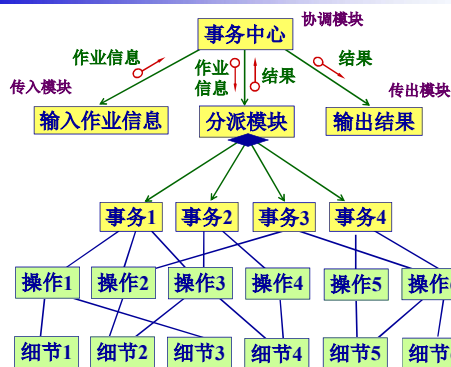 协调模块
事务中心
作业信息
作业
信息
结果
结果
传入模块
传出模块
输入作业信息
分派模块
输出结果
事务1
事务2
事务3
事务4
操作1
操作2
操作3
操作4
操作5
操作
细节1
细节2
细节3
细节4
细节5
细节